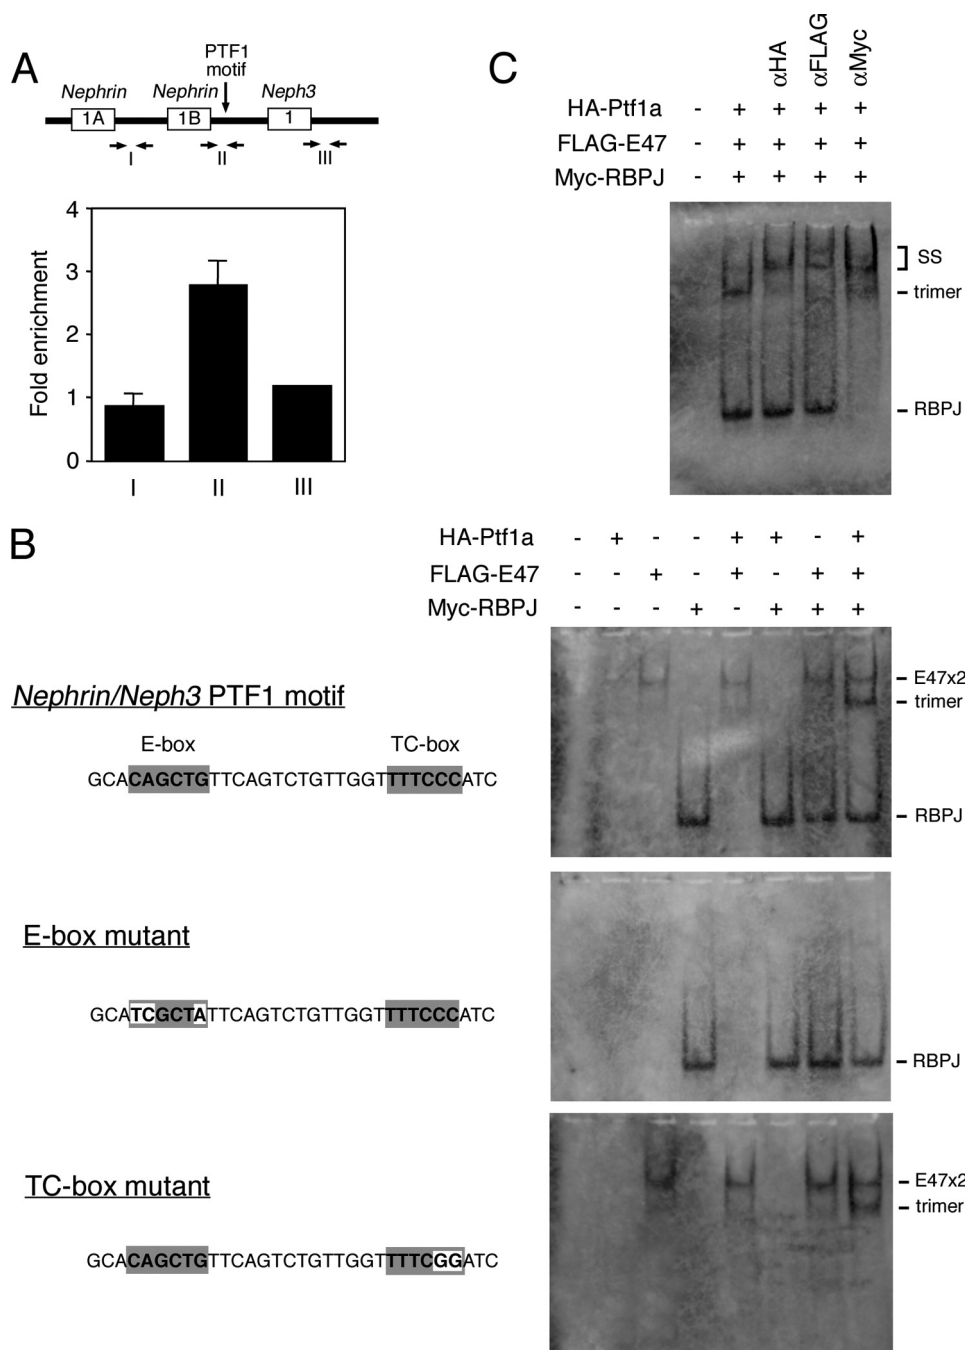 A
PTF1
motif
Nephrin Nephrin Neph3
1A 1B 1
I II III
Fold enrichment
4
3
2
1
0
I II III
C
αHA αFLAG αMyc
HA-Ptf1a - + + + +
FLAG-E47 - + + + +
Myc-RBPJ - + + + +
SS
trimer
RBPJ
B
HA-Ptf1a - + - - + + - +
FLAG-E47 - - + - + - + +
Myc-RBPJ - - - + - + + +
Nephrin/Neph3 PTF1 motif
E-box TC-box
GCACAGCTGTTCAGTCTGTTGGTTTTCCCATC
E47x2
trimer
RBPJ
E-box mutant
GCATCGCTATTCAGTCTGTTGGTTTTCCCATC
RBPJ
TC-box mutant
GCACAGCTGTTCAGTCTGTTGGTTTTCGGATC
E47x2
trimer